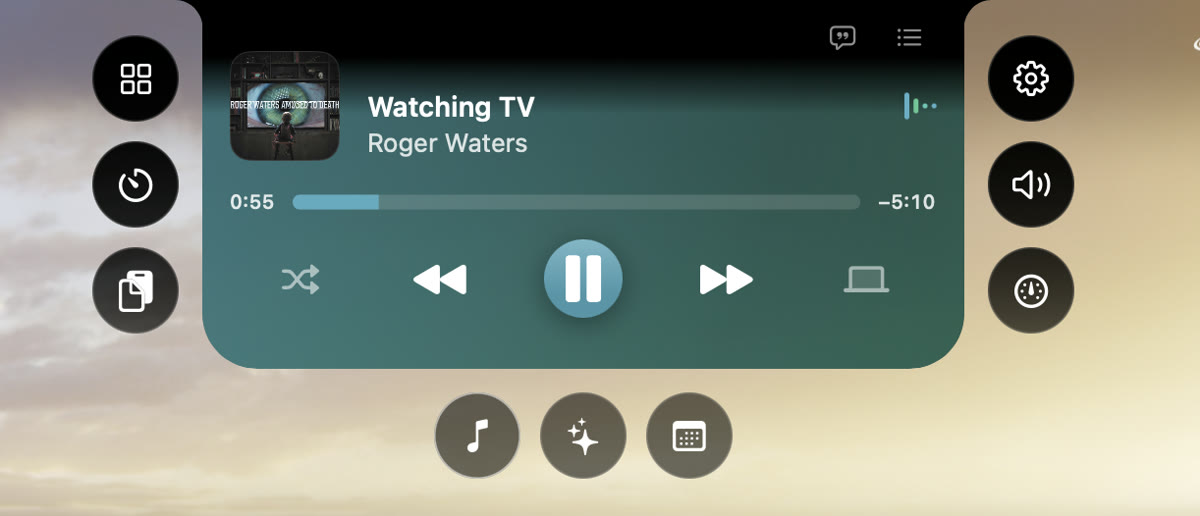 ROGER WATERS AMUSED TO DEATH
Watching TV
Roger Waters
0:55
–5:10